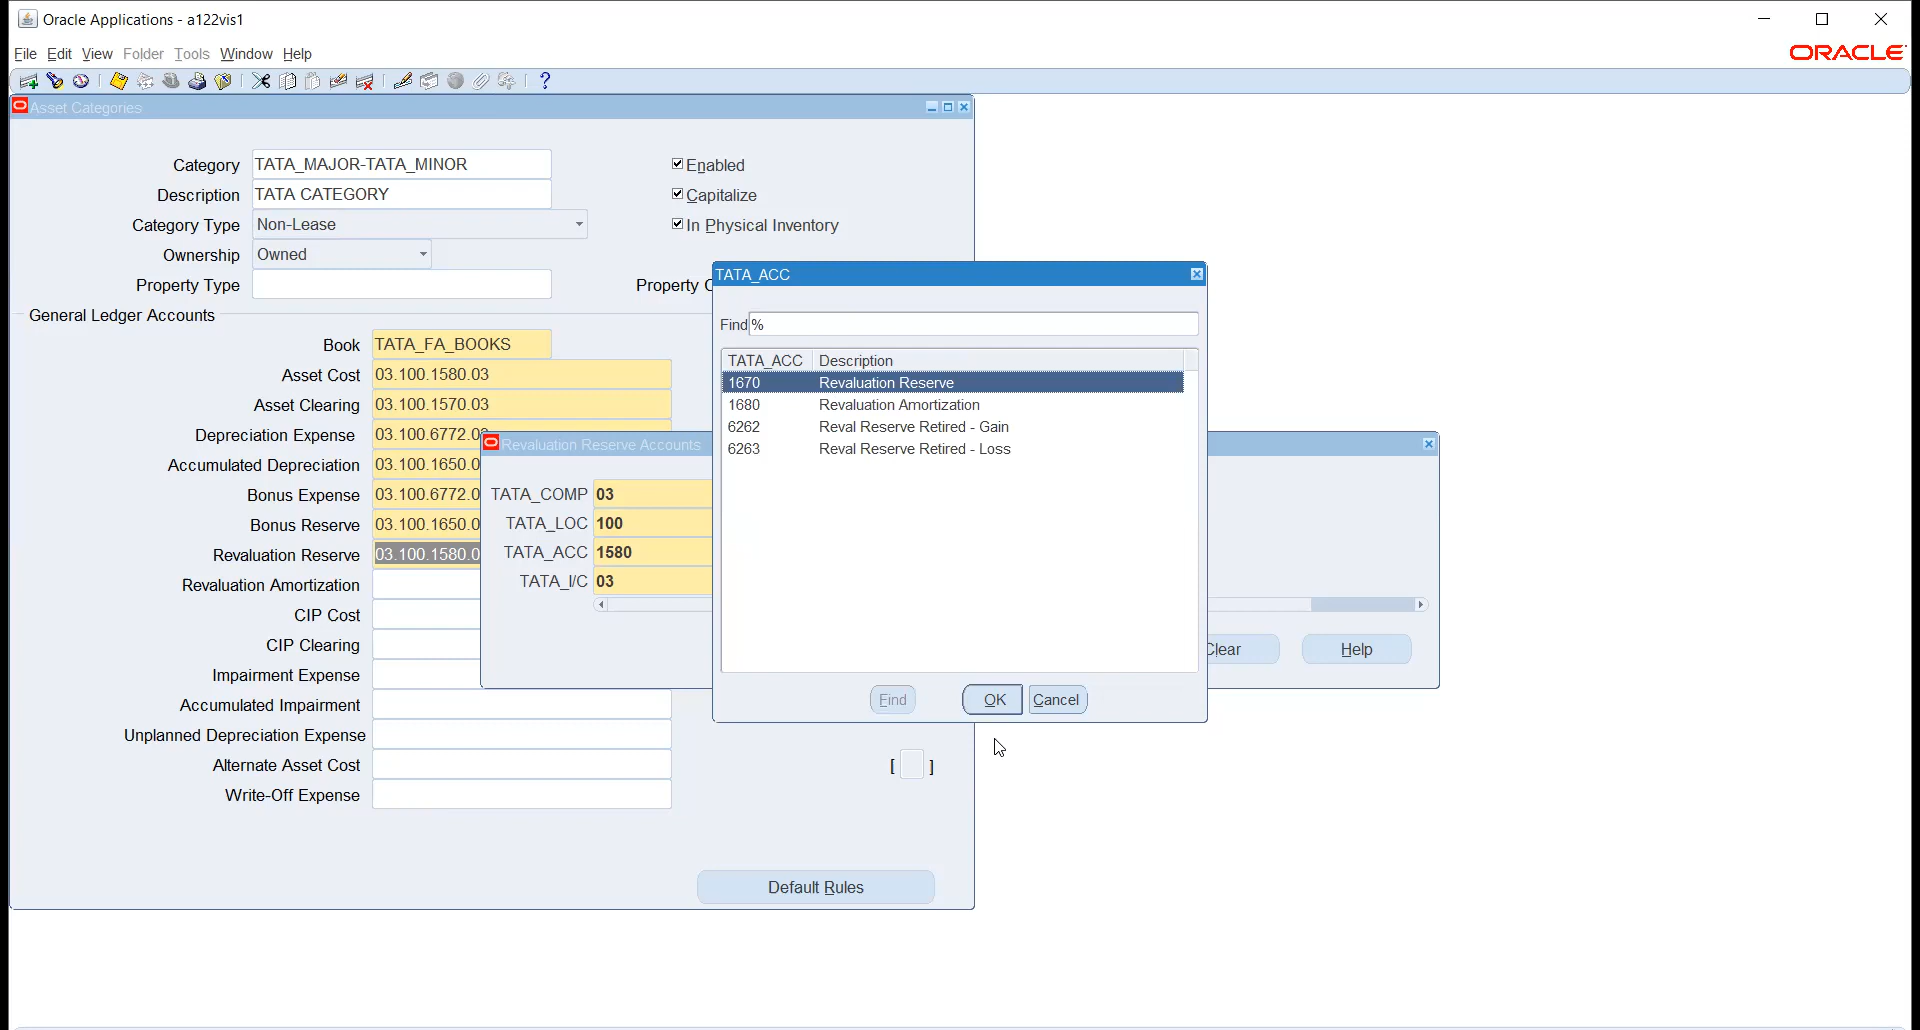 Oracle Applications - a122vis1
File Edit View Folder Tools Window Help
ORACLE
Asset Categories
Category TATA_MAJOR-TATA_MINOR
Enabled
Description TATA CATEGORY
Capitalize
Category Type Non-Lease
In Physical Inventory
Ownership Owned
Property Type
Property C
General Ledger Accounts
Book TATA_FA_BOOKS
Asset Cost 03.100.1580.03
Asset Clearing 03.100.1570.03
Depreciation Expense 03.100.6772.03
Accumulated Depreciation 03.100.1650.0
Bonus Expense 03.100.6772.0
Bonus Reserve 03.100.1650.0
Revaluation Reserve 03.100.1580.0
Revaluation Amortization
CIP Cost
CIP Clearing
Impairment Expense
Accumulated Impairment
Unplanned Depreciation Expense
Alternate Asset Cost
Write-Off Expense
[ ]
Default Rules
Revaluation Reserve Accounts
TATA_COMP 03
TATA_LOC 100
TATA_ACC 1580
TATA_I/C 03
Clear Help
TATA_ACC
Find %
TATA_ACC Description
1670 Revaluation Reserve
1680 Revaluation Amortization
6262 Reval Reserve Retired - Gain
6263 Reval Reserve Retired - Loss
Find OK Cancel